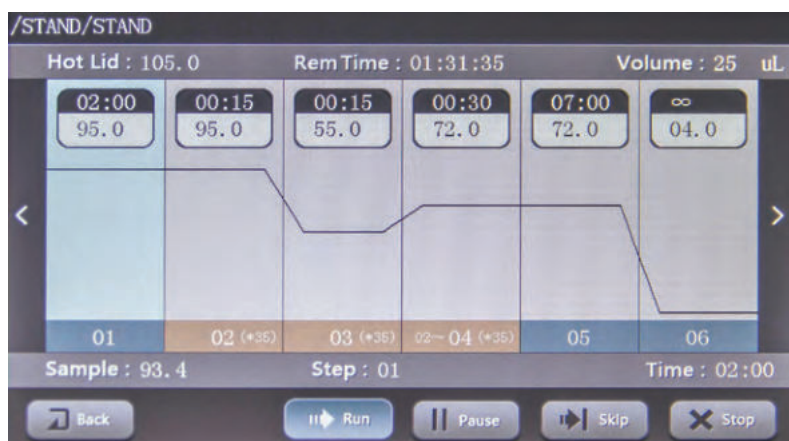 /STAND/STAND
Hot Lid : 105.0 Rem Time : 01:31:35 Volume : 25 uL
02:00 00:15 00:15 00:30 07:00 ∞
95.0 95.0 55.0 72.0 72.0 04.0
<
>
01 02 (*35) 03 (*35) 02~04 (*35) 05 06
Sample : 93.4 Step : 01 Time : 02:00
Back Run Pause Skip Stop